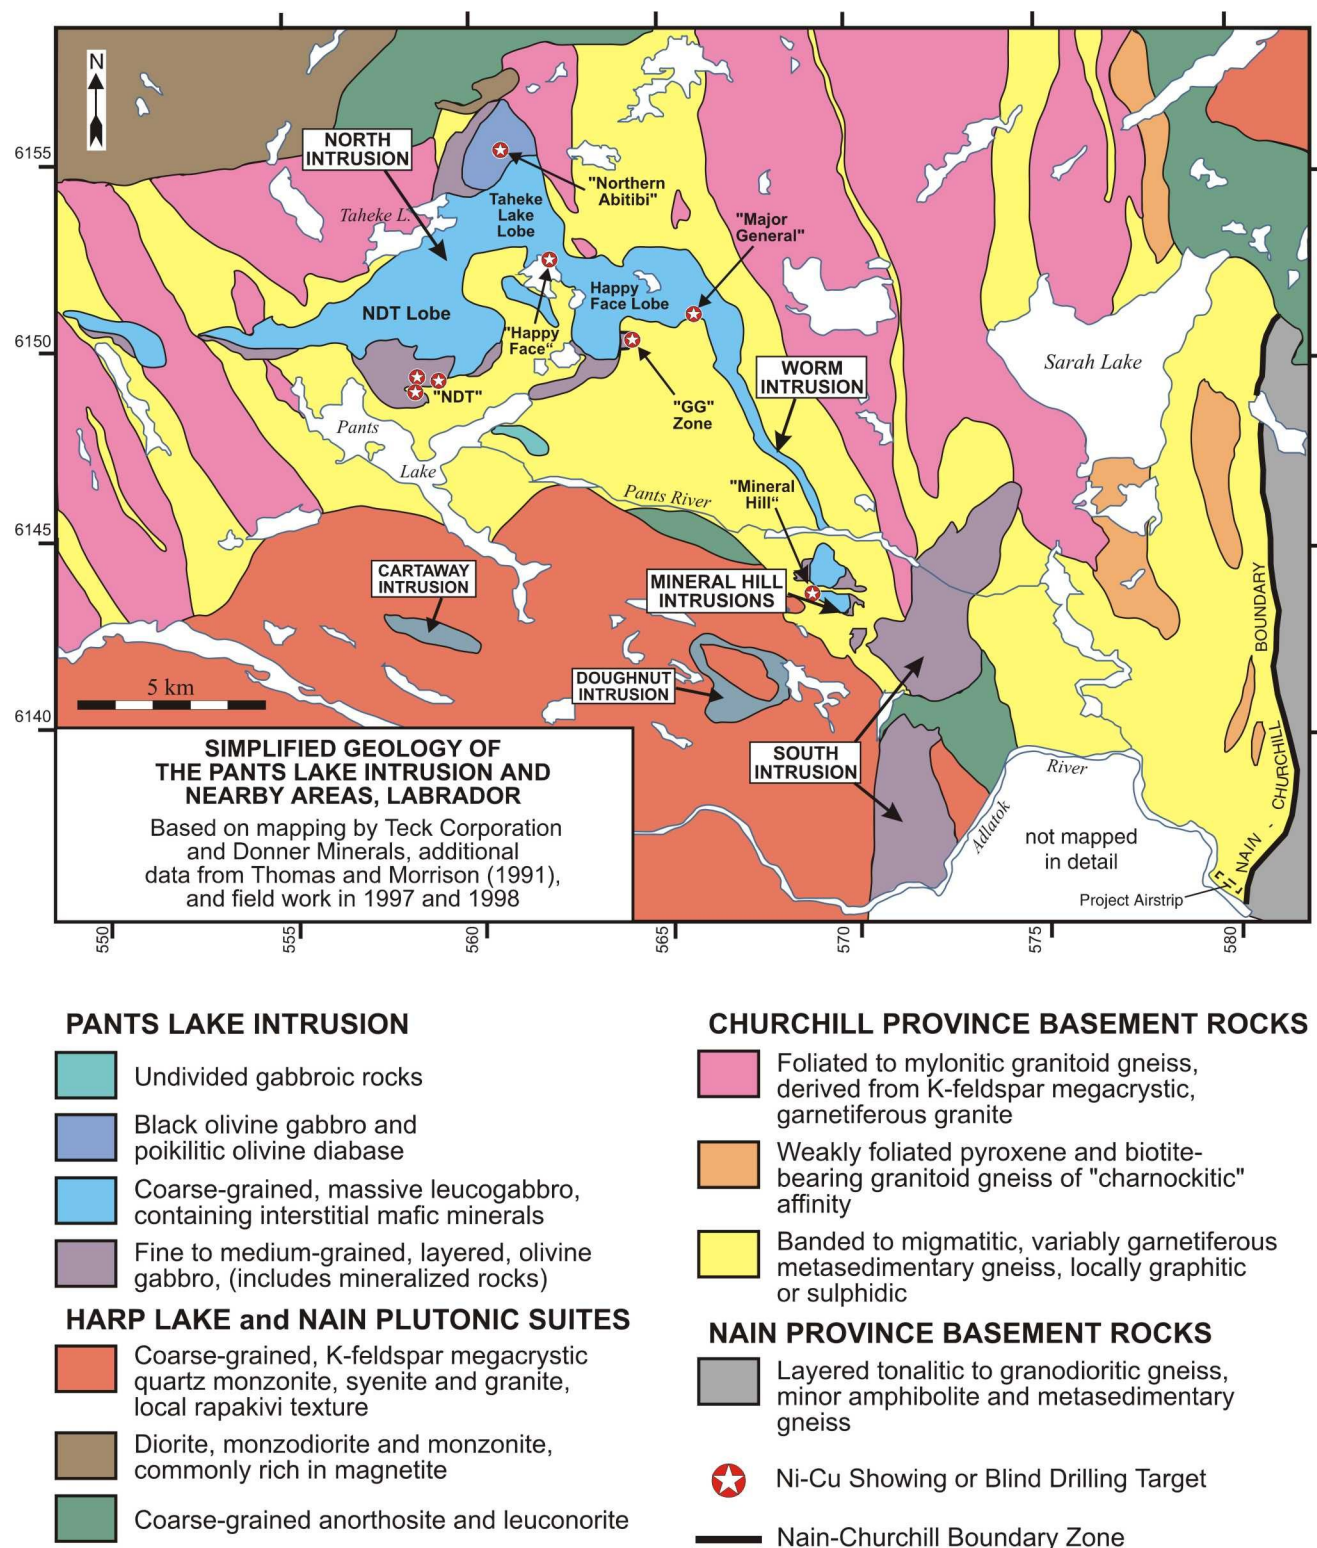 N
6155
6150
6145
6140
NORTH
INTRUSION
Taheke L.
Taheke
Lake
Lobe
"Northern
Abitibi"
"Major
General"
NDT Lobe
Happy
Face Lobe
"Happy
Face“
"NDT"
"GG"
Zone
WORM
INTRUSION
Sarah Lake
Pants
Lake
Pants River
"Mineral
Hill“
CARTAWAY
INTRUSION
MINERAL HILL
INTRUSIONS
DOUGHNUT
INTRUSION
5 km
SOUTH
INTRUSION
River
Adlatok
not mapped
in detail
Project Airstrip
NAIN - CHURCHILL BOUNDARY
SIMPLIFIED GEOLOGY OF
THE PANTS LAKE INTRUSION AND
NEARBY AREAS, LABRADOR
Based on mapping by Teck Corporation
and Donner Minerals, additional
data from Thomas and Morrison (1991),
and field work in 1997 and 1998
550
555
560
565
570
575
580
PANTS LAKE INTRUSION
Undivided gabbroic rocks
Black olivine gabbro and
poikilitic olivine diabase
Coarse-grained, massive leucogabbro,
containing interstitial mafic minerals
Fine to medium-grained, layered, olivine
gabbro, (includes mineralized rocks)
HARP LAKE and NAIN PLUTONIC SUITES
Coarse-grained, K-feldspar megacrystic
quartz monzonite, syenite and granite,
local rapakivi texture
Diorite, monzodiorite and monzonite,
commonly rich in magnetite
Coarse-grained anorthosite and leuconorite
CHURCHILL PROVINCE BASEMENT ROCKS
Foliated to mylonitic granitoid gneiss,
derived from K-feldspar megacrystic,
garnetiferous granite
Weakly foliated pyroxene and biotite-
bearing granitoid gneiss of "charnockitic"
affinity
Banded to migmatitic, variably garnetiferous
metasedimentary gneiss, locally graphitic
or sulphidic
NAIN PROVINCE BASEMENT ROCKS
Layered tonalitic to granodioritic gneiss,
minor amphibolite and metasedimentary
gneiss
Ni-Cu Showing or Blind Drilling Target
Nain-Churchill Boundary Zone